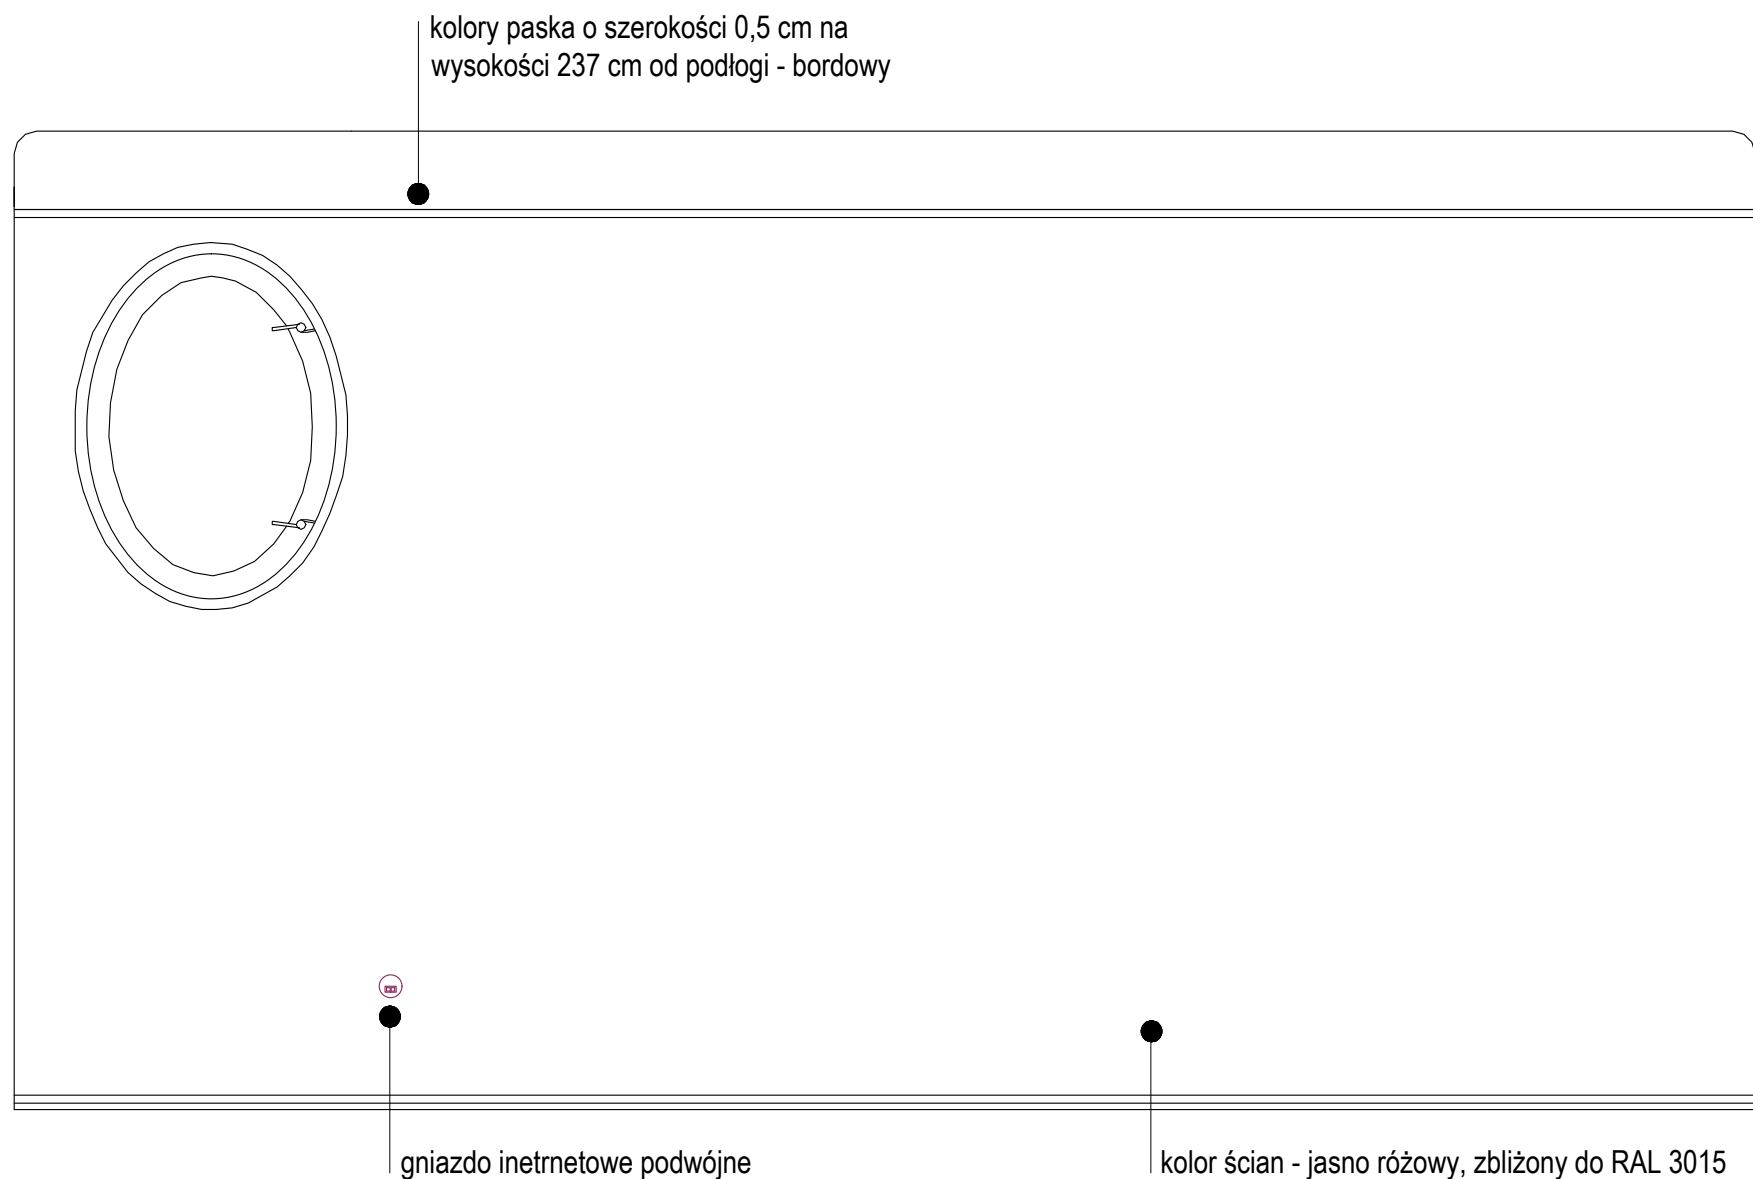 kolory paska o szerokości 0,5 cm na
wysokości 237 cm od podłogi - bordowy
gniazdo inetrnetowe podwójne
kolor ścian - jasno różowy, zbliżony do RAL 3015